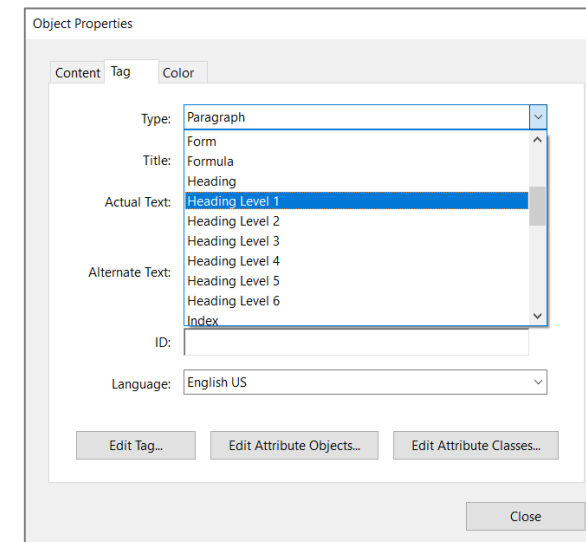 Object Properties
Content Tag Color
Type: Paragraph
Form
Title: Formula
Heading
Actual Text: Heading Level 1
Heading Level 2
Heading Level 3
Heading Level 4
Alternate Text: Heading Level 5
Heading Level 6
Index
ID:
Language: English US
Edit Tag... Edit Attribute Objects... Edit Attribute Classes...
Close